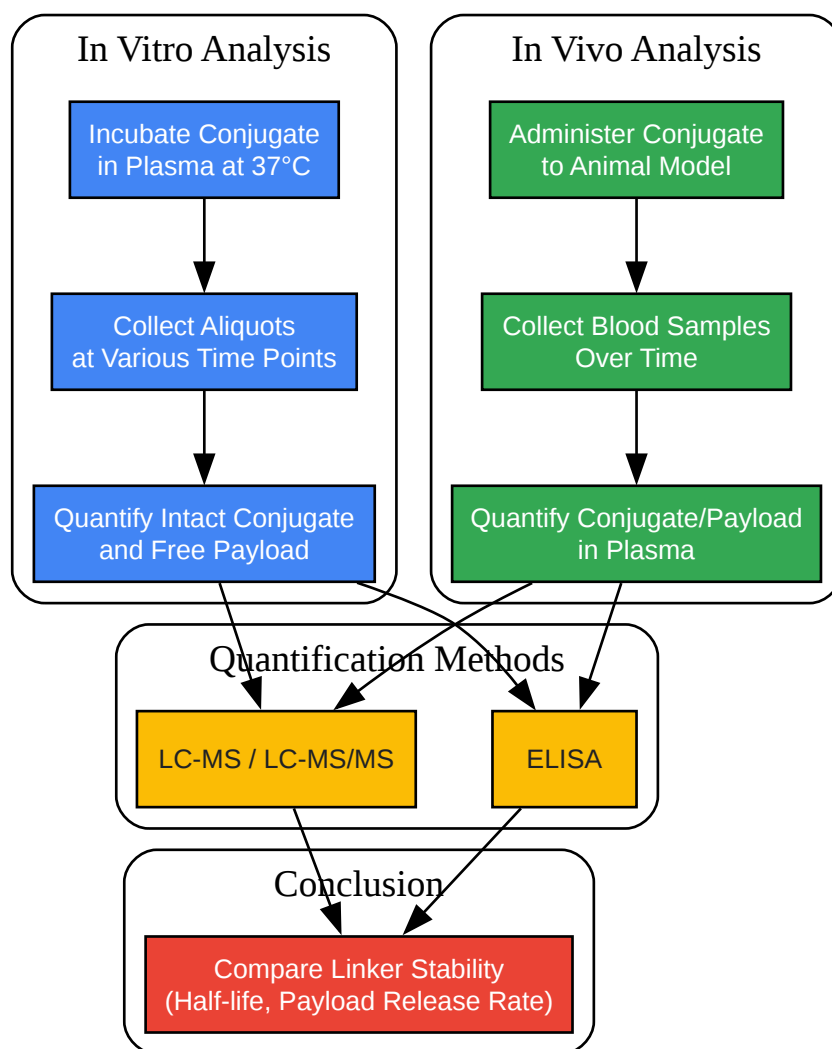 In Vitro Analysis
Incubate Conjugate
in Plasma at 37°C
Collect Aliquots
at Various Time Points
Quantify Intact Conjugate
and Free Payload
In Vivo Analysis
Administer Conjugate
to Animal Model
Collect Blood Samples
Over Time
Quantify Conjugate/Payload
in Plasma
Quantification Methods
LC-MS / LC-MS/MS
ELISA
Conclusion
Compare Linker Stability
(Half-life, Payload Release Rate)